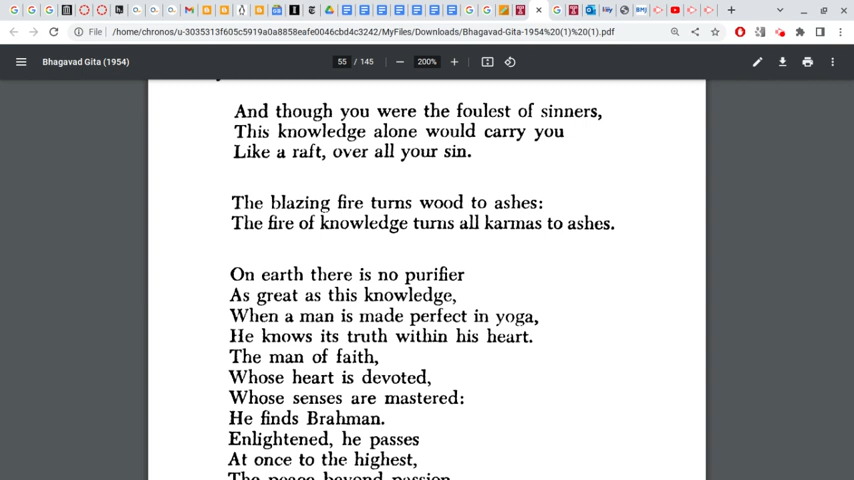 File
/home/chronos/u-3035313f605c5919a0a8858eafe0046cbd4c3242/MyFiles/Downloads/Bhagavad-Gita-1954%20(1)%20(1).pdf
Bhagavad Gita (1954)
55 / 145
200%
And though you were the foulest of sinners,
This knowledge alone would carry you
Like a raft, over all your sin.
The blazing fire turns wood to ashes:
The fire of knowledge turns all karmas to ashes.
On earth there is no purifier
As great as this knowledge,
When a man is made perfect in yoga,
He knows its truth within his heart.
The man of faith,
Whose heart is devoted,
Whose senses are mastered:
He finds Brahman.
Enlightened, he passes
At once to the highest,
The peace beyond passion.